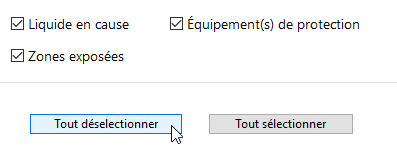 Liquide en cause
Équipement(s) de protection
Zones exposées
Tout déselectionner
Tout sélectionner